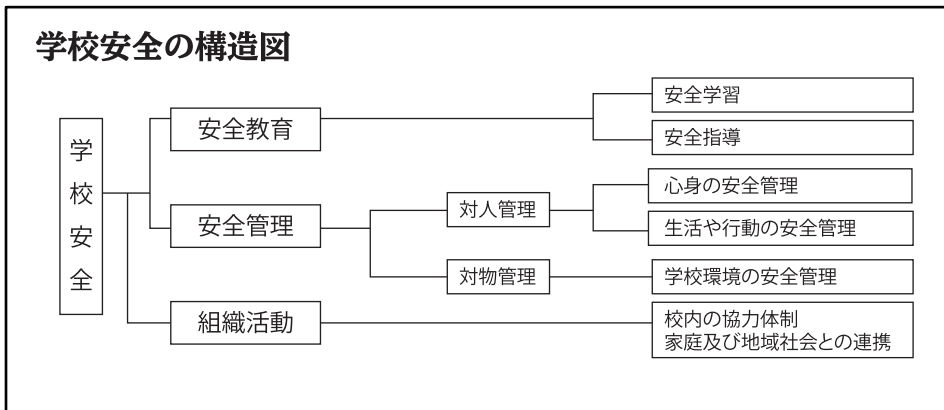 学校安全の構造図
学校安全
安全教育
安全学習
安全指導
安全管理
対人管理
心身の安全管理
生活や行動の安全管理
対物管理
学校環境の安全管理
組織活動
校内の協力体制
家庭及び地域社会との連携